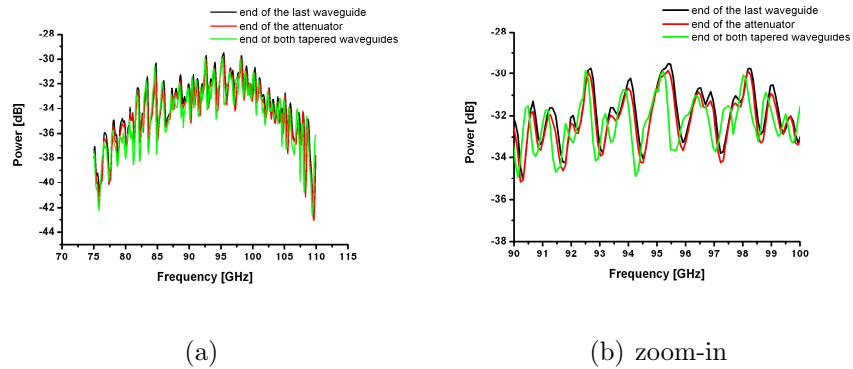 end of the last waveguide
end of the attenuator
end of both tapered waveguides
-28
-30
-32
-34
-36
-38
-40
-42
-44
Power [dB]
70 75 80 85 90 95 100 105 110 115
Frequency [GHz]
(a)
end of the last waveguide
end of the attenuator
end of both tapered waveguides
-28
-30
-32
-34
-36
-38
Power [dB]
90 91 92 93 94 95 96 97 98 99 100
Frequency [GHz]
(b) zoom-in